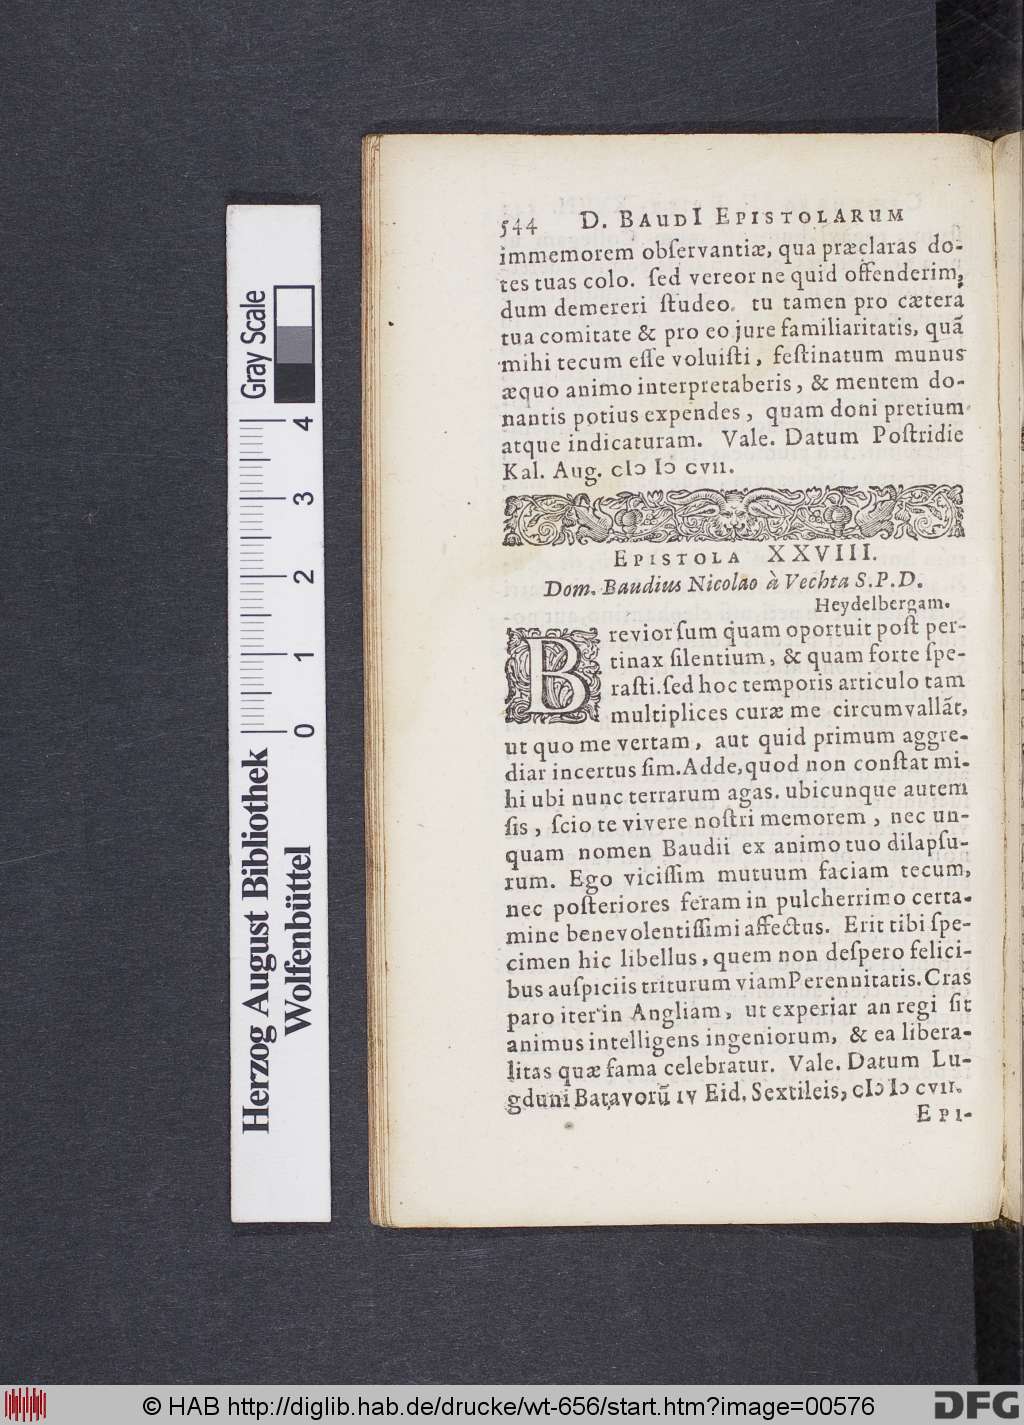 544 D. BAUDI EPISTOLARUM
immemorem obſervantiæ, qua præclaras do-
tes tuas colo. ſed vereor ne quid offenderim,
dum demereri ſtudeo. tu tamen pro cætera
tua comitate & pro eo jure familiaritatis, quã
mihi tecum eſſe voluiſti, feſtinatum munus
æquo animo interpretaberis, & mentem do-
nantis potius expendes, quam doni pretium
atque indicaturam. Vale. Datum Poſtridie
Kal. Aug. cIↄ Iↄ cvii.
EPISTOLA XXVIII.
Dom. Baudius Nicolao à Vechta S.P.D.
Heydelbergam.
Brevior ſum quam oportuit poſt per-
tinax ſilentium, & quam forte ſpe-
raſti. ſed hoc temporis articulo tam
multiplices curæ me circumvallãt,
ut quo me vertam, aut quid primum aggre-
diar incertus ſim. Adde, quod non conſtat mi-
hi ubi nunc terrarum agas. ubicunque autem
ſis, ſcio te vivere noſtri memorem, nec un-
quam nomen Baudii ex animo tuo dilapſu-
rum. Ego viciſſim mutuum faciam tecum,
nec poſteriores feram in pulcherrimo certa-
mine benevolentiſſimi affectus. Erit tibi ſpe-
cimen hic libellus, quem non deſpero felici-
bus auſpiciis triturum viam Perennitatis. Cras
paro iter in Angliam, ut experiar an regi ſit
animus intelligens ingeniorum, & ea libera-
litas quæ fama celebratur. Vale. Datum Lu-
gduni Batavorũ iv Eid. Sextileis, cIↄ Iↄ cvii.
EPI-
Gray Scale
4
3
2
1
0
Herzog August Bibliothek
Wolfenbüttel
© HAB http://diglib.hab.de/drucke/wt-656/start.htm?image=00576
DFG